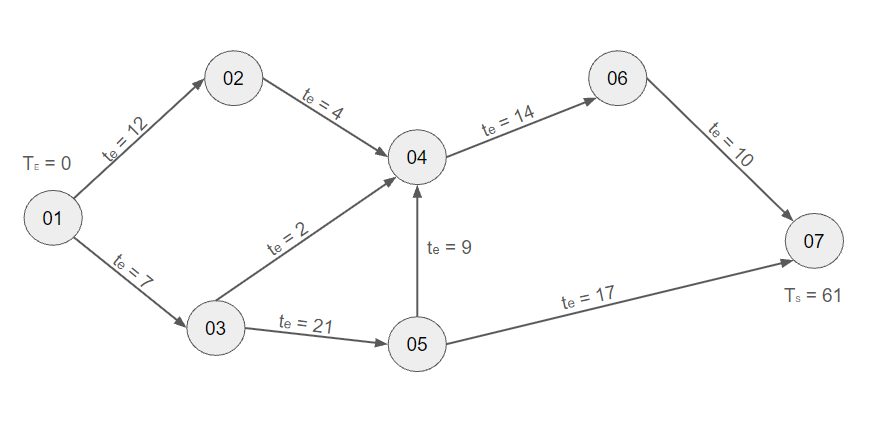 02
06
tₑ = 12
tₑ = 4
tₑ = 14
tₑ = 10
04
Tᴇ = 0
01
07
tₑ = 7
tₑ = 2
tₑ = 9
tₑ = 17
Tₛ = 61
03
tₑ = 21
05